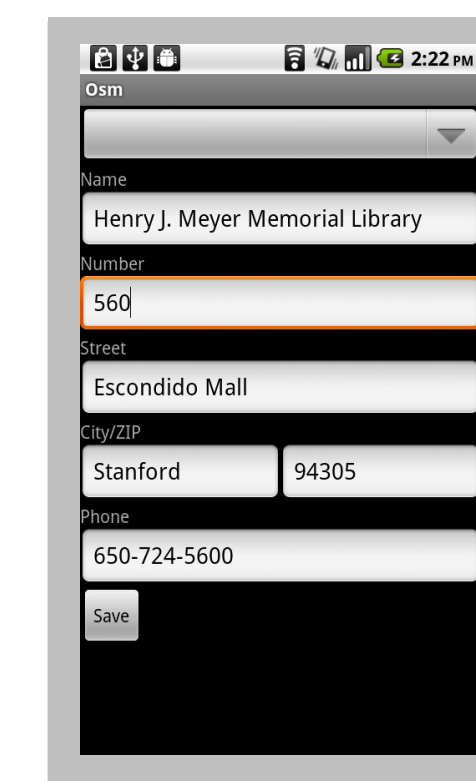 2:22 PM
Osm
Name
Henry J. Meyer Memorial Library
Number
560
Street
Escondido Mall
City/ZIP
Stanford 94305
Phone
650-724-5600
Save